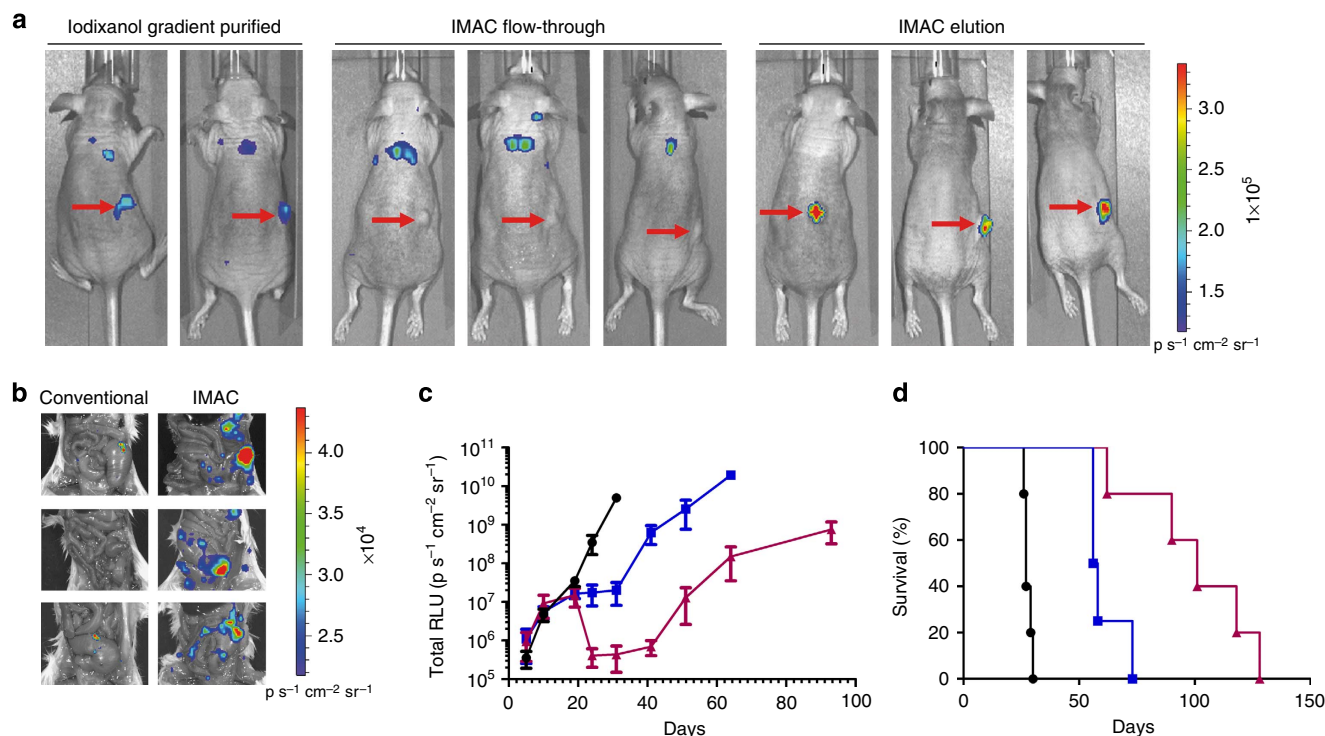 a
Iodixanol gradient purified
IMAC flow-through
IMAC elution
3.0
2.5
2.0
1.5
1×10⁵
p s⁻¹ cm⁻² sr⁻¹
b
Conventional
IMAC
4.0
3.5
3.0
2.5
×10⁴
p s⁻¹ cm⁻² sr⁻¹
c
Total RLU (p s⁻¹ cm⁻² sr⁻¹)
10¹¹
10¹⁰
10⁹
10⁸
10⁷
10⁶
10⁵
0 20 40 60 80 100
Days
d
Survival (%)
100
80
60
40
20
0
0 50 100 150
Days